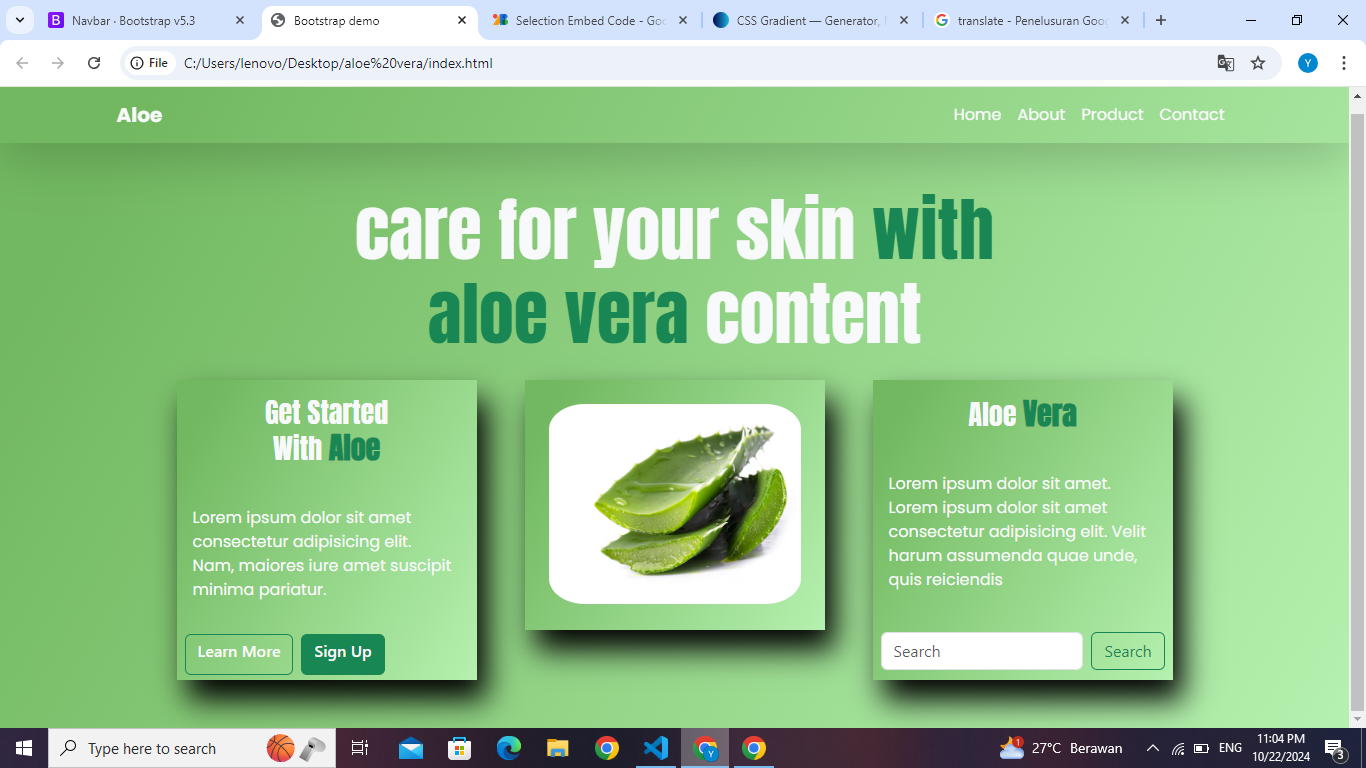 Navbar · Bootstrap v5.3
Bootstrap demo
Selection Embed Code - Goo
CSS Gradient — Generator,
translate - Penelusuran Goog
File
C:/Users/lenovo/Desktop/aloe%20vera/index.html
Y
Aloe
Home About Product Contact
care for your skin with
aloe vera content
Get Started
With Aloe
Lorem ipsum dolor sit amet
consectetur adipisicing elit.
Nam, maiores iure amet suscipit
minima pariatur.
Learn More
Sign Up
Aloe Vera
Lorem ipsum dolor sit amet.
Lorem ipsum dolor sit amet
consectetur adipisicing elit. Velit
harum assumenda quae unde,
quis reiciendis
Search
Search
Type here to search
Y
1
27°C Berawan
ENG
11:04 PM
10/22/2024
3